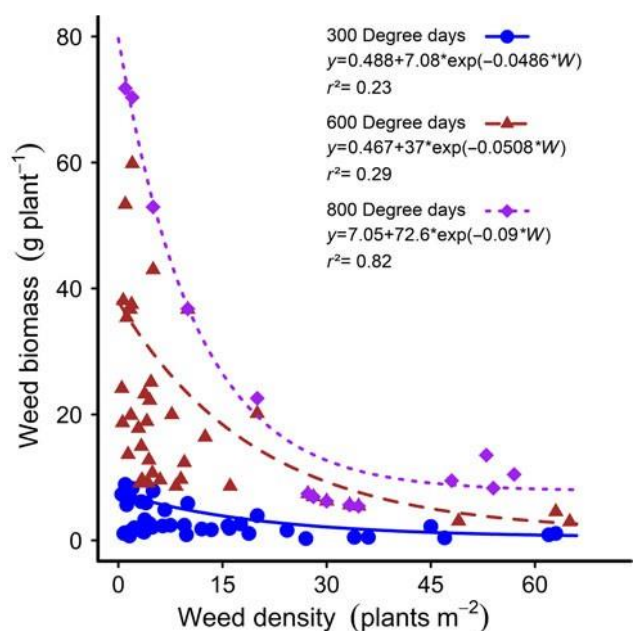 80
60
40
20
0
0
15
30
45
60
Weed biomass (g plant⁻¹)
Weed density (plants m⁻²)
300 Degree days
y=0.488+7.08*exp(−0.0486*W)
r²= 0.23
600 Degree days
y=0.467+37*exp(−0.0508*W)
r²= 0.29
800 Degree days
y=7.05+72.6*exp(−0.09*W)
r²= 0.82